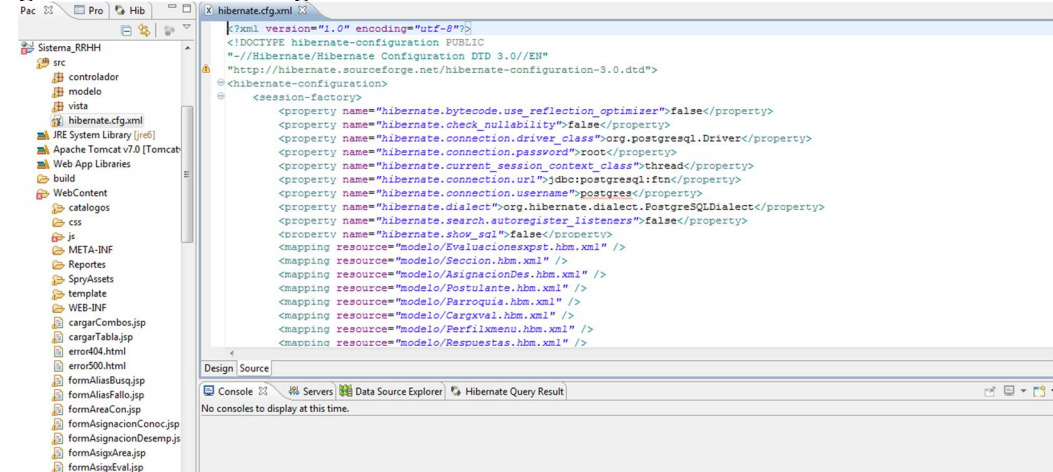 Pac Pro Hib
Sistema_RRHH
src
controlador
modelo
vista
hibernate.cfg.xml
JRE System Library [jre6]
Apache Tomcat v7.0 [Tomcat
Web App Libraries
build
WebContent
catalogos
css
js
META-INF
Reportes
SpryAssets
template
WEB-INF
cargarCombos.jsp
cargarTabla.jsp
error404.html
error500.html
formAliasBusq.jsp
formAliasFallo.jsp
formAreaCon.jsp
formAsignacionConoc.jsp
formAsignacionDesemp.js
formAsigxArea.jsp
formAsigxEval.jsp
hibernate.cfg.xml
<?xml version="1.0" encoding="utf-8"?>
<!DOCTYPE hibernate-configuration PUBLIC
"-//Hibernate/Hibernate Configuration DTD 3.0//EN"
"http://hibernate.sourceforge.net/hibernate-configuration-3.0.dtd">
<hibernate-configuration>
<session-factory>
<property name="hibernate.bytecode.use_reflection_optimizer">false</property>
<property name="hibernate.check_nullability">false</property>
<property name="hibernate.connection.driver_class">org.postgresql.Driver</property>
<property name="hibernate.connection.password">root</property>
<property name="hibernate.current_session_context_class">thread</property>
<property name="hibernate.connection.url">jdbc:postgresql:ftn</property>
<property name="hibernate.connection.username">postgres</property>
<property name="hibernate.dialect">org.hibernate.dialect.PostgreSQLDialect</property>
<property name="hibernate.search.autoregister_listeners">false</property>
<property name="hibernate.show_sql">false</property>
<mapping resource="modelo/Evaluacionesxpst.hbm.xml" />
<mapping resource="modelo/Seccion.hbm.xml" />
<mapping resource="modelo/AsignacionDes.hbm.xml" />
<mapping resource="modelo/Postulante.hbm.xml" />
<mapping resource="modelo/Parroquia.hbm.xml" />
<mapping resource="modelo/Cargxval.hbm.xml" />
<mapping resource="modelo/Perfilxmenu.hbm.xml" />
<mapping resource="modelo/Respuestas.hbm.xml" />
Design Source
Console Servers Data Source Explorer Hibernate Query Result
No consoles to display at this time.